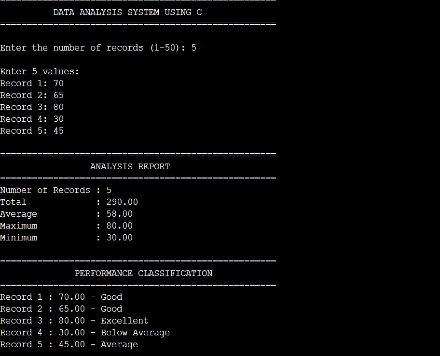 DATA ANALYSIS SYSTEM USING C
Enter the number of records (1-50): 5
Enter 5 values:
Record 1: 70
Record 2: 65
Record 3: 80
Record 4: 30
Record 5: 45
ANALYSIS REPORT
Number of Records : 5
Total : 290.00
Average : 58.00
Maximum : 80.00
Minimum : 30.00
PERFORMANCE CLASSIFICATION
Record 1 : 70.00 - Good
Record 2 : 65.00 - Good
Record 3 : 80.00 - Excellent
Record 4 : 30.00 - Below Average
Record 5 : 45.00 - Average